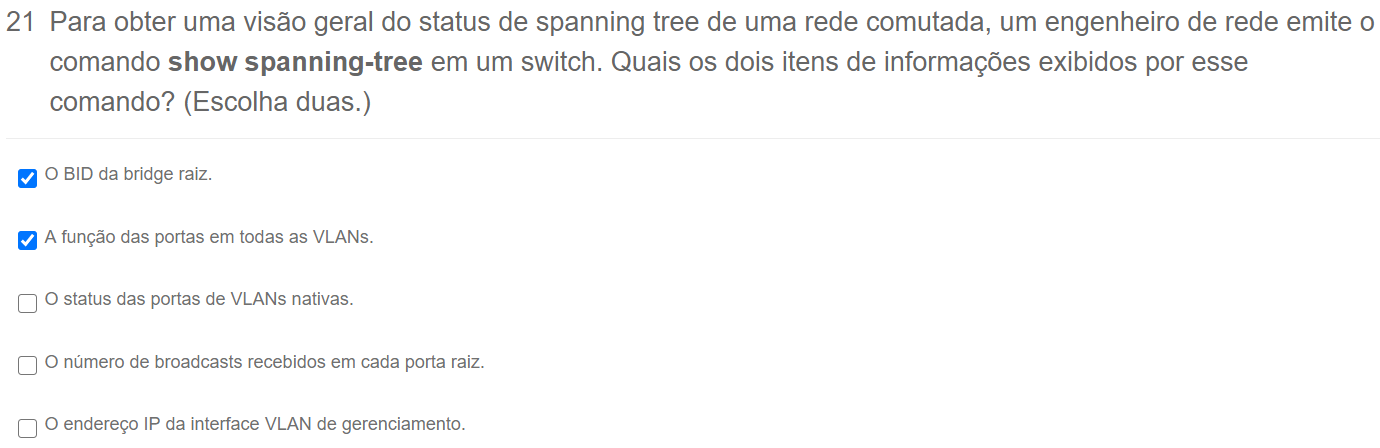 21 Para obter uma visão geral do status de spanning tree de uma rede comutada, um engenheiro de rede emite o
comando show spanning-tree em um switch. Quais os dois itens de informações exibidos por esse
comando? (Escolha duas.)
O BID da bridge raiz.
A função das portas em todas as VLANs.
O status das portas de VLANs nativas.
O número de broadcasts recebidos em cada porta raiz.
O endereço IP da interface VLAN de gerenciamento.